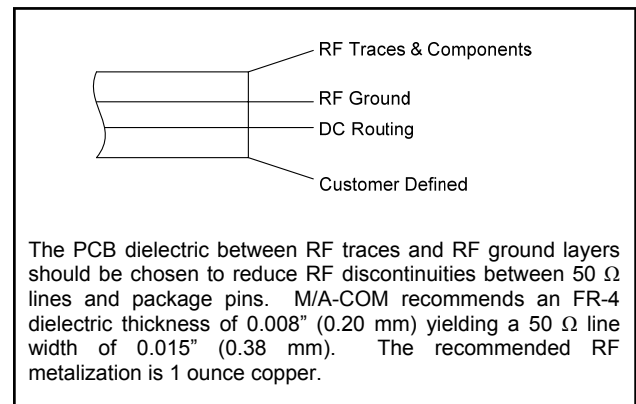 RF Traces & Components
RF Ground
DC Routing
Customer Defined
The PCB dielectric between RF traces and RF ground layers
should be chosen to reduce RF discontinuities between 50 Ω
lines and package pins. M/A-COM recommends an FR-4
dielectric thickness of 0.008” (0.20 mm) yielding a 50 Ω line
width of 0.015” (0.38 mm). The recommended RF
metalization is 1 ounce copper.